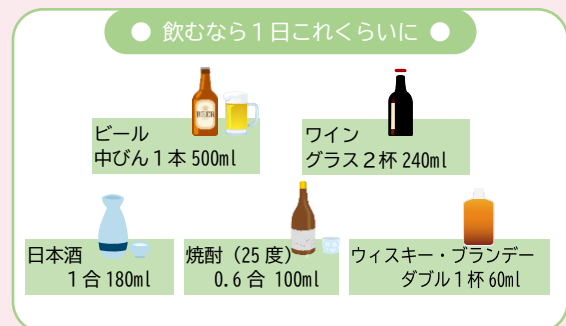 ● 飲むなら１日これくらいに ●
ビール
中びん１本 500ml
ワイン
グラス２杯 240ml
日本酒
１合 180ml
焼酎（25 度）
0.6 合 100ml
ウィスキー・ブランデー
ダブル１杯 60ml
BEER